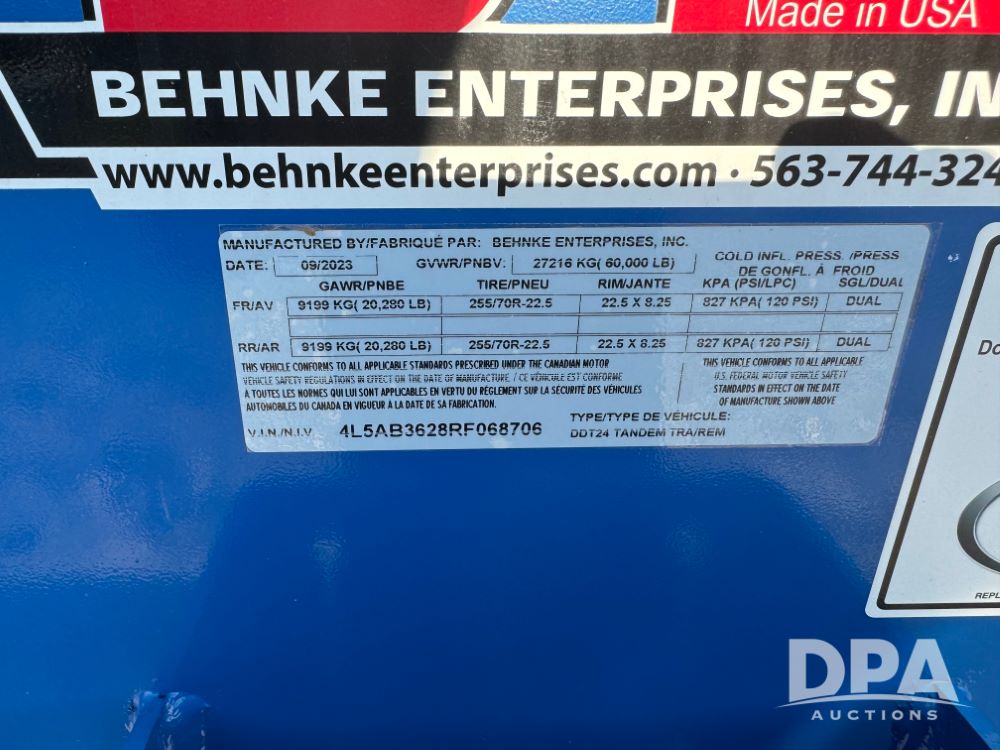 Made in USA
BEHNKE ENTERPRISES, IN
www.behnkeenterprises.com · 563-744-324
MANUFACTURED BY/FABRIQUÉ PAR: BEHNKE ENTERPRISES, INC.
DATE: 09/2023 GVWR/PNBV: 27216 KG( 60,000 LB) COLD INFL. PRESS. /PRESS
DE GONFL. À FROID
GAWR/PNBE TIRE/PNEU RIM/JANTE KPA (PSI/LPC) SGL/DUAL
FR/AV 9199 KG( 20,280 LB) 255/70R-22.5 22.5 X 8.25 827 KPA( 120 PSI) DUAL
RR/AR 9199 KG( 20,280 LB) 255/70R-22.5 22.5 X 8.25 827 KPA( 120 PSI) DUAL
THIS VEHICLE CONFORMS TO ALL APPLICABLE STANDARDS PRESCRIBED UNDER THE CANADIAN MOTOR
VEHICLE SAFETY REGULATIONS IN EFFECT ON THE DATE OF MANUFACTURE. / CE VÉHICULE EST CONFORME
A TOUTES LES NORMES QUI LUI SONT APPLICABLES EN VERTU DU RÈGLEMENT SUR LA SÉCURITÉ DES VÉHICULES
AUTOMOBILES DU CANADA EN VIGUEUR A LA DATE DE SA FABRICATION.
THIS VEHICLE CONFORMS TO ALL APPLICABLE
U.S. FEDERAL MOTOR VEHICLE SAFETY
STANDARDS IN EFFECT ON THE DATE
OF MANUFACTURE SHOWN ABOVE
V.I.N./N.I.V. 4L5AB3628RF068706
TYPE/TYPE DE VÉHICULE:
DDT24 TANDEM TRA/REM
Do
REPL
DPA
AUCTIONS